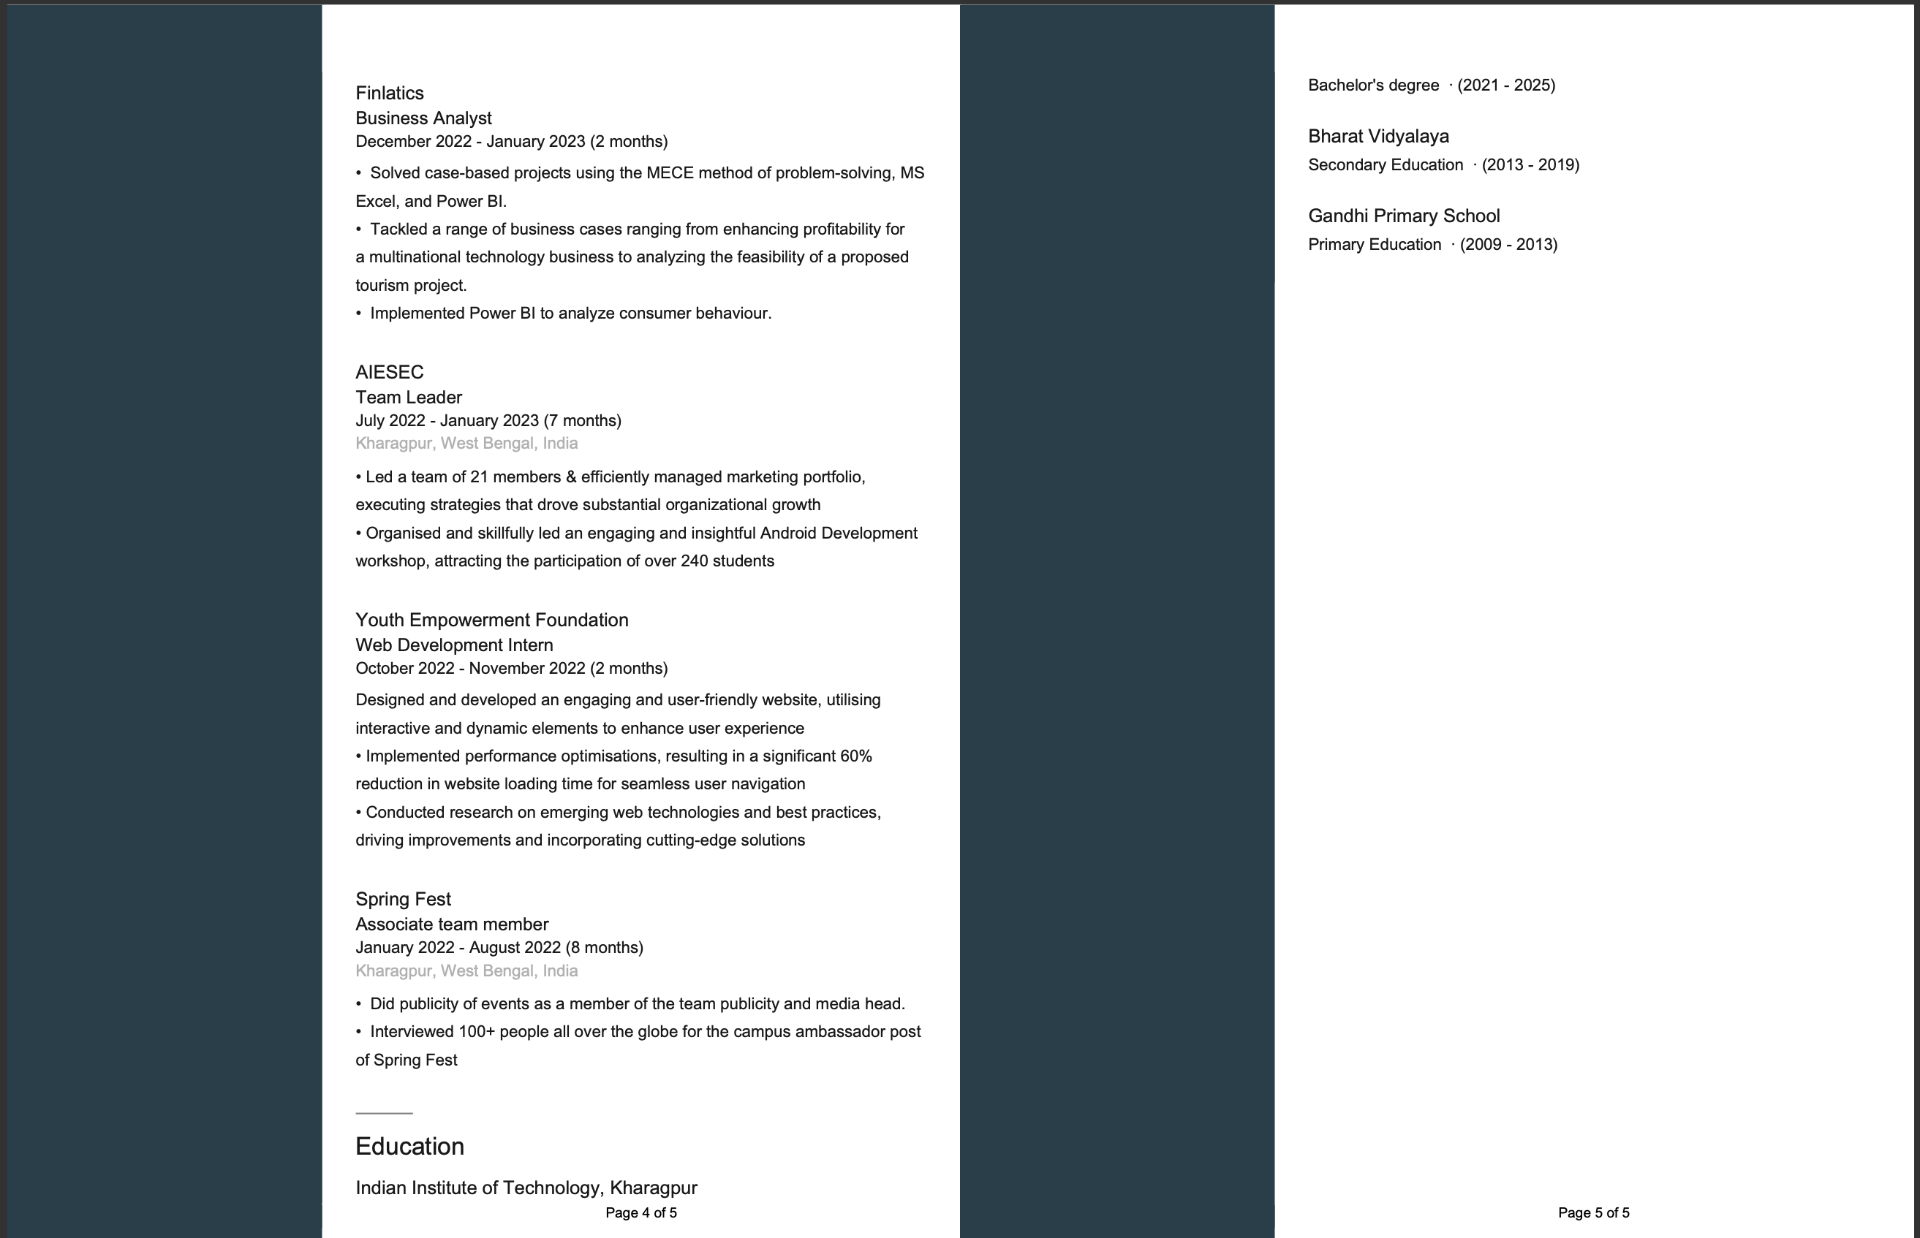 Finlatics
Business Analyst
December 2022 - January 2023 (2 months)
• Solved case-based projects using the MECE method of problem-solving, MS
Excel, and Power BI.
• Tackled a range of business cases ranging from enhancing profitability for
a multinational technology business to analyzing the feasibility of a proposed
tourism project.
• Implemented Power BI to analyze consumer behaviour.
AIESEC
Team Leader
July 2022 - January 2023 (7 months)
Kharagpur, West Bengal, India
• Led a team of 21 members & efficiently managed marketing portfolio,
executing strategies that drove substantial organizational growth
• Organised and skillfully led an engaging and insightful Android Development
workshop, attracting the participation of over 240 students
Youth Empowerment Foundation
Web Development Intern
October 2022 - November 2022 (2 months)
Designed and developed an engaging and user-friendly website, utilising
interactive and dynamic elements to enhance user experience
• Implemented performance optimisations, resulting in a significant 60%
reduction in website loading time for seamless user navigation
• Conducted research on emerging web technologies and best practices,
driving improvements and incorporating cutting-edge solutions
Spring Fest
Associate team member
January 2022 - August 2022 (8 months)
Kharagpur, West Bengal, India
• Did publicity of events as a member of the team publicity and media head.
• Interviewed 100+ people all over the globe for the campus ambassador post
of Spring Fest
Education
Indian Institute of Technology, Kharagpur
Page 4 of 5
Bachelor's degree · (2021 - 2025)
Bharat Vidyalaya
Secondary Education · (2013 - 2019)
Gandhi Primary School
Primary Education · (2009 - 2013)
Page 5 of 5